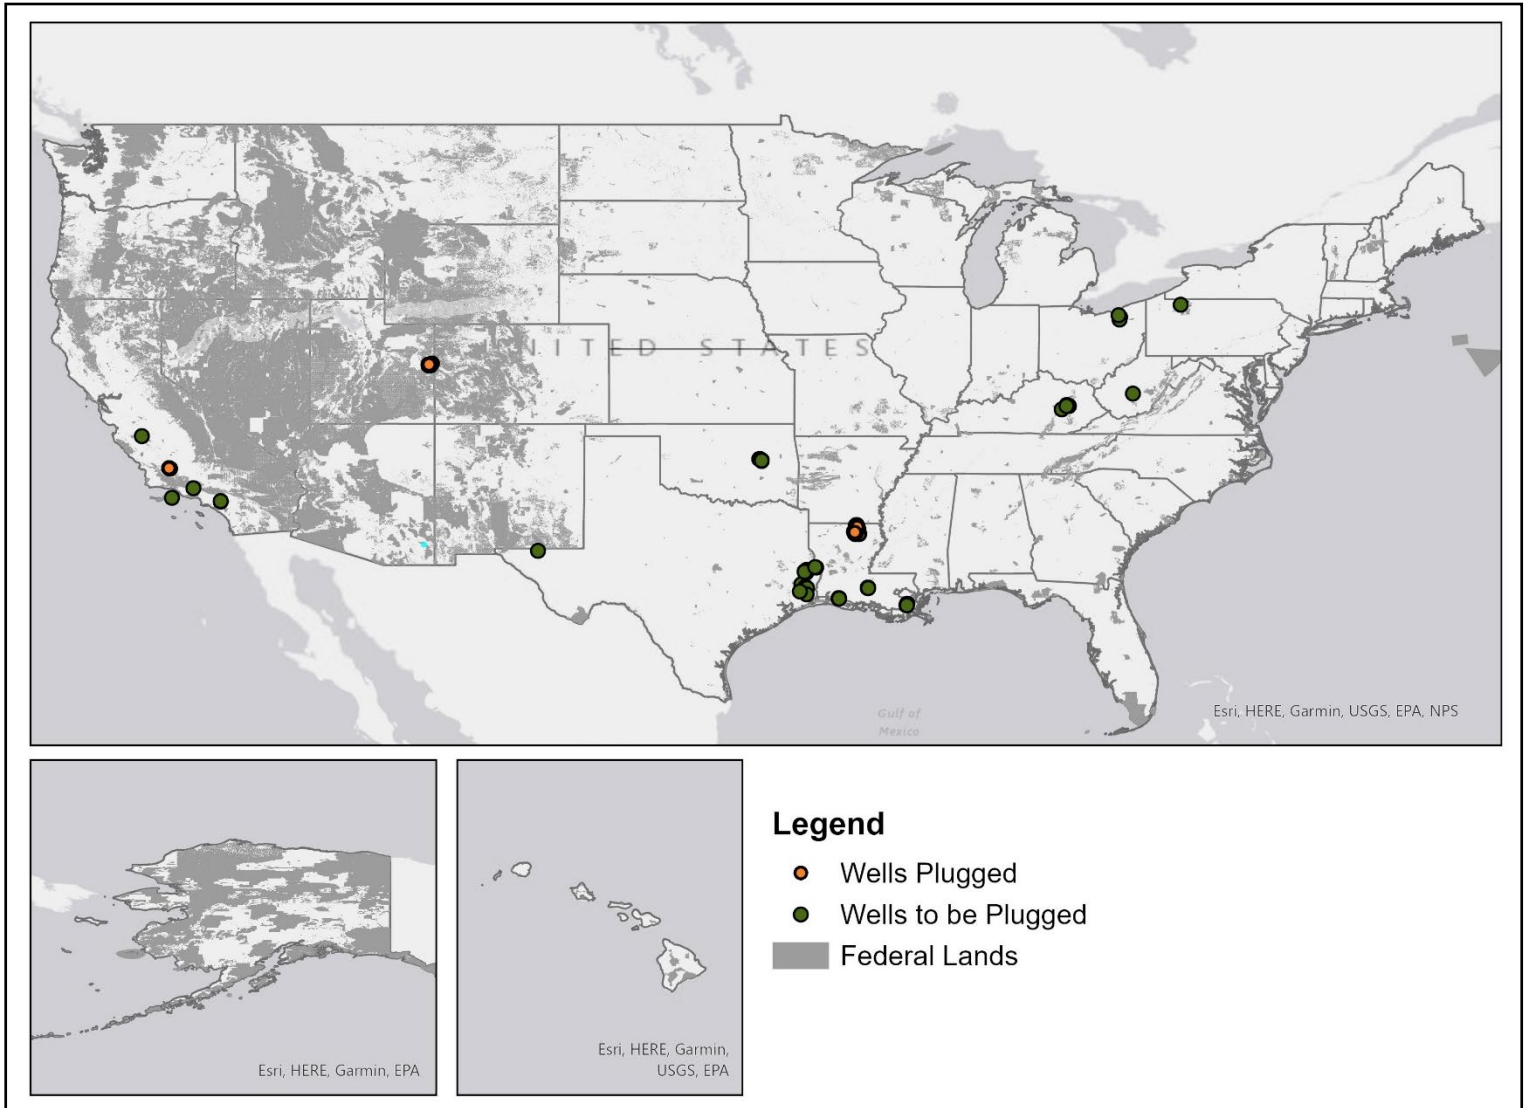 UNITED STATES
Gulf of
Mexico
Esri, HERE, Garmin, USGS, EPA, NPS
Esri, HERE, Garmin, EPA
Esri, HERE, Garmin,
USGS, EPA
Legend
Wells Plugged
Wells to be Plugged
Federal Lands